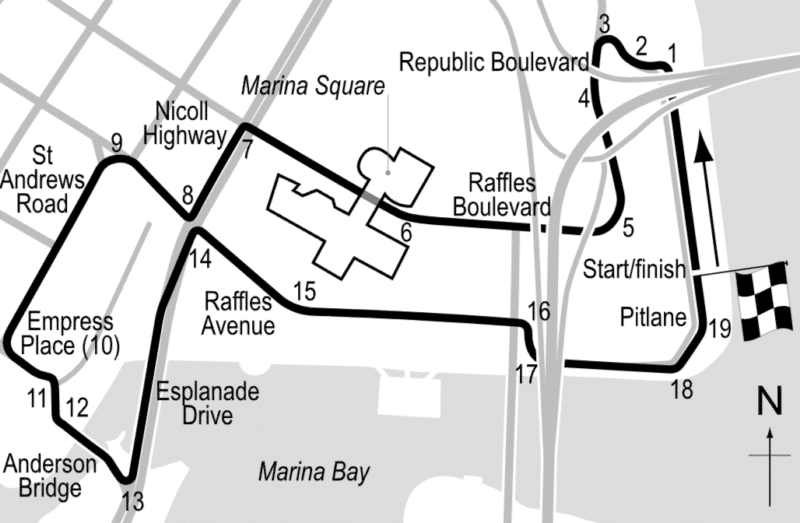 3
2
1
Republic Boulevard
Marina Square
4
Nicoll
Highway
9
7
St
Andrews
Road
8
Raffles
Boulevard
6
5
14
Start/finish
15
Raffles
Avenue
16
Pitlane
19
Empress
Place (10)
17
18
11
12
Esplanade
Drive
N
Anderson
Bridge
Marina Bay
13